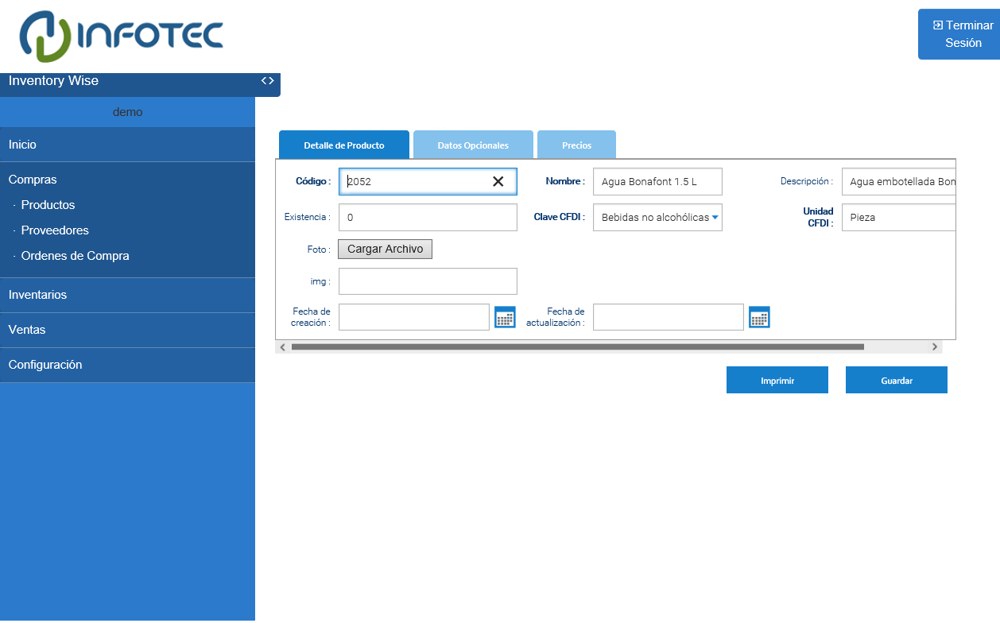 INFOTEC
Terminar
Sesión
Inventory Wise
demo
Inicio
Compras
· Productos
· Proveedores
· Ordenes de Compra
Inventarios
Ventas
Configuración
Detalle de Producto Datos Opcionales Precios
Código : 2052 Nombre : Agua Bonafont 1.5 L Descripción : Agua embotellada Bon
Existencia : 0 Clave CFDI : Bebidas no alcohólicas Unidad
CFDI : Pieza
Foto : Cargar Archivo
img :
Fecha de
creación :
Fecha de
actualización :
Imprimir Guardar